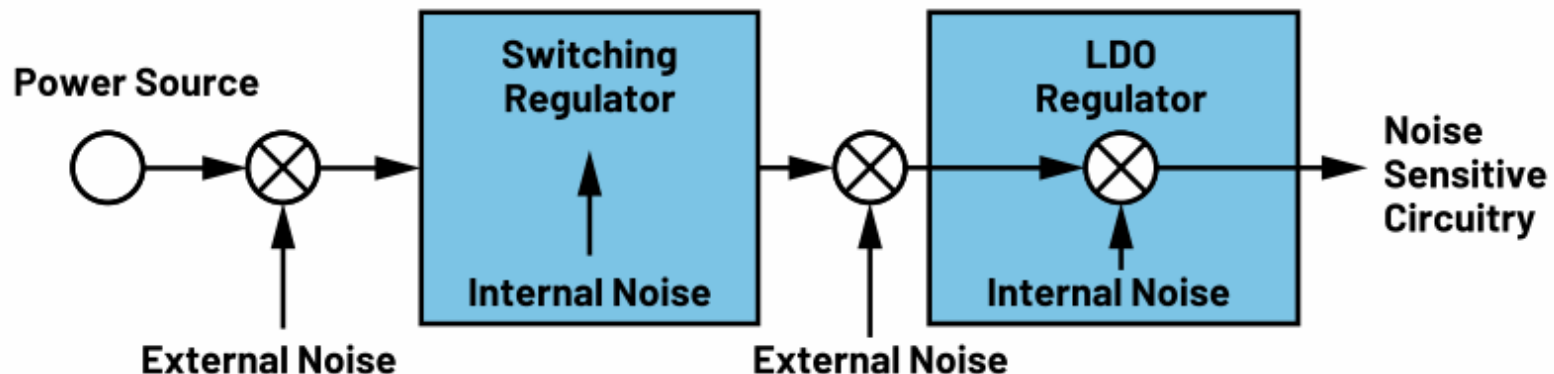 Power Source
Switching
Regulator
Internal Noise
LDO
Regulator
Internal Noise
Noise
Sensitive
Circuitry
External Noise
External Noise